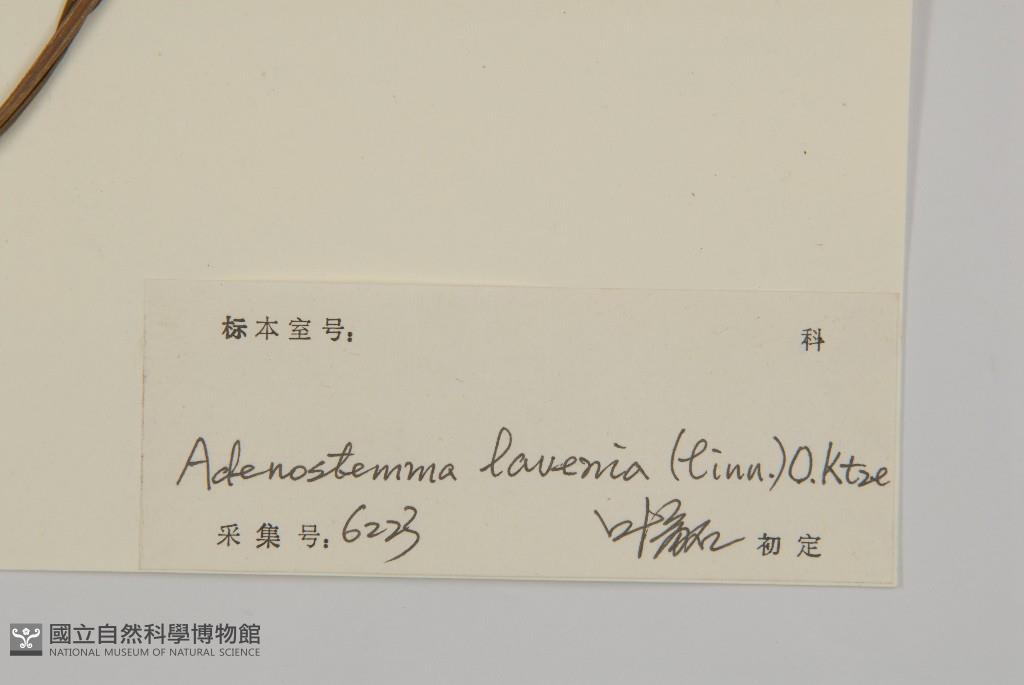 标本室号： 科
Adenostemma lavenia (Linn.) O. Ktze
采集号：6223 叶 初定
國立自然科學博物館
NATIONAL MUSEUM OF NATURAL SCIENCE